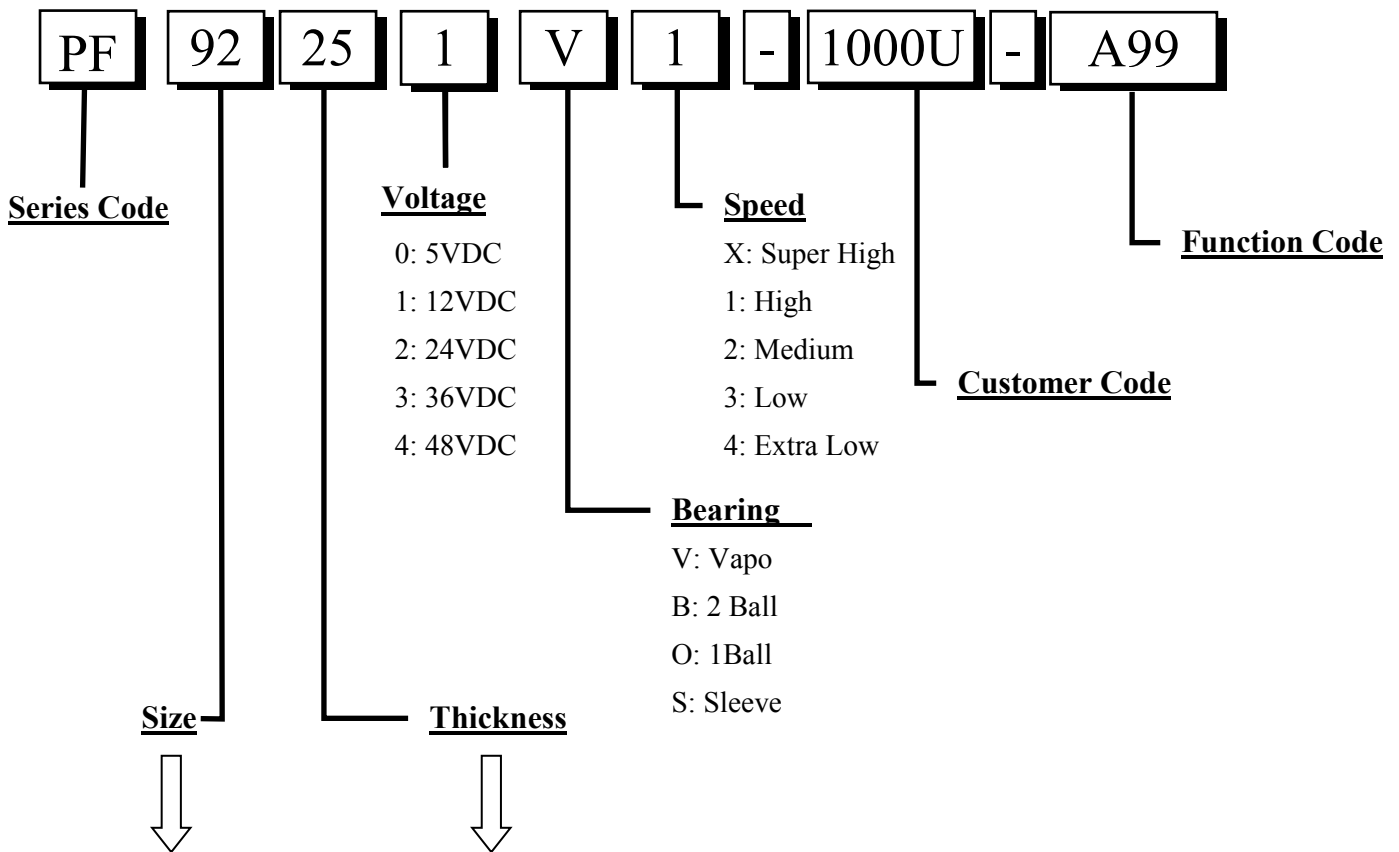 PF 92 25 1 V 1 - 1000U - A99
Series Code
Voltage
0: 5VDC
1: 12VDC
2: 24VDC
3: 36VDC
4: 48VDC
Speed
X: Super High
1: High
2: Medium
3: Low
4: Extra Low
Function Code
Customer Code
Bearing
V: Vapo
B: 2 Ball
O: 1Ball
S: Sleeve
Size
Thickness